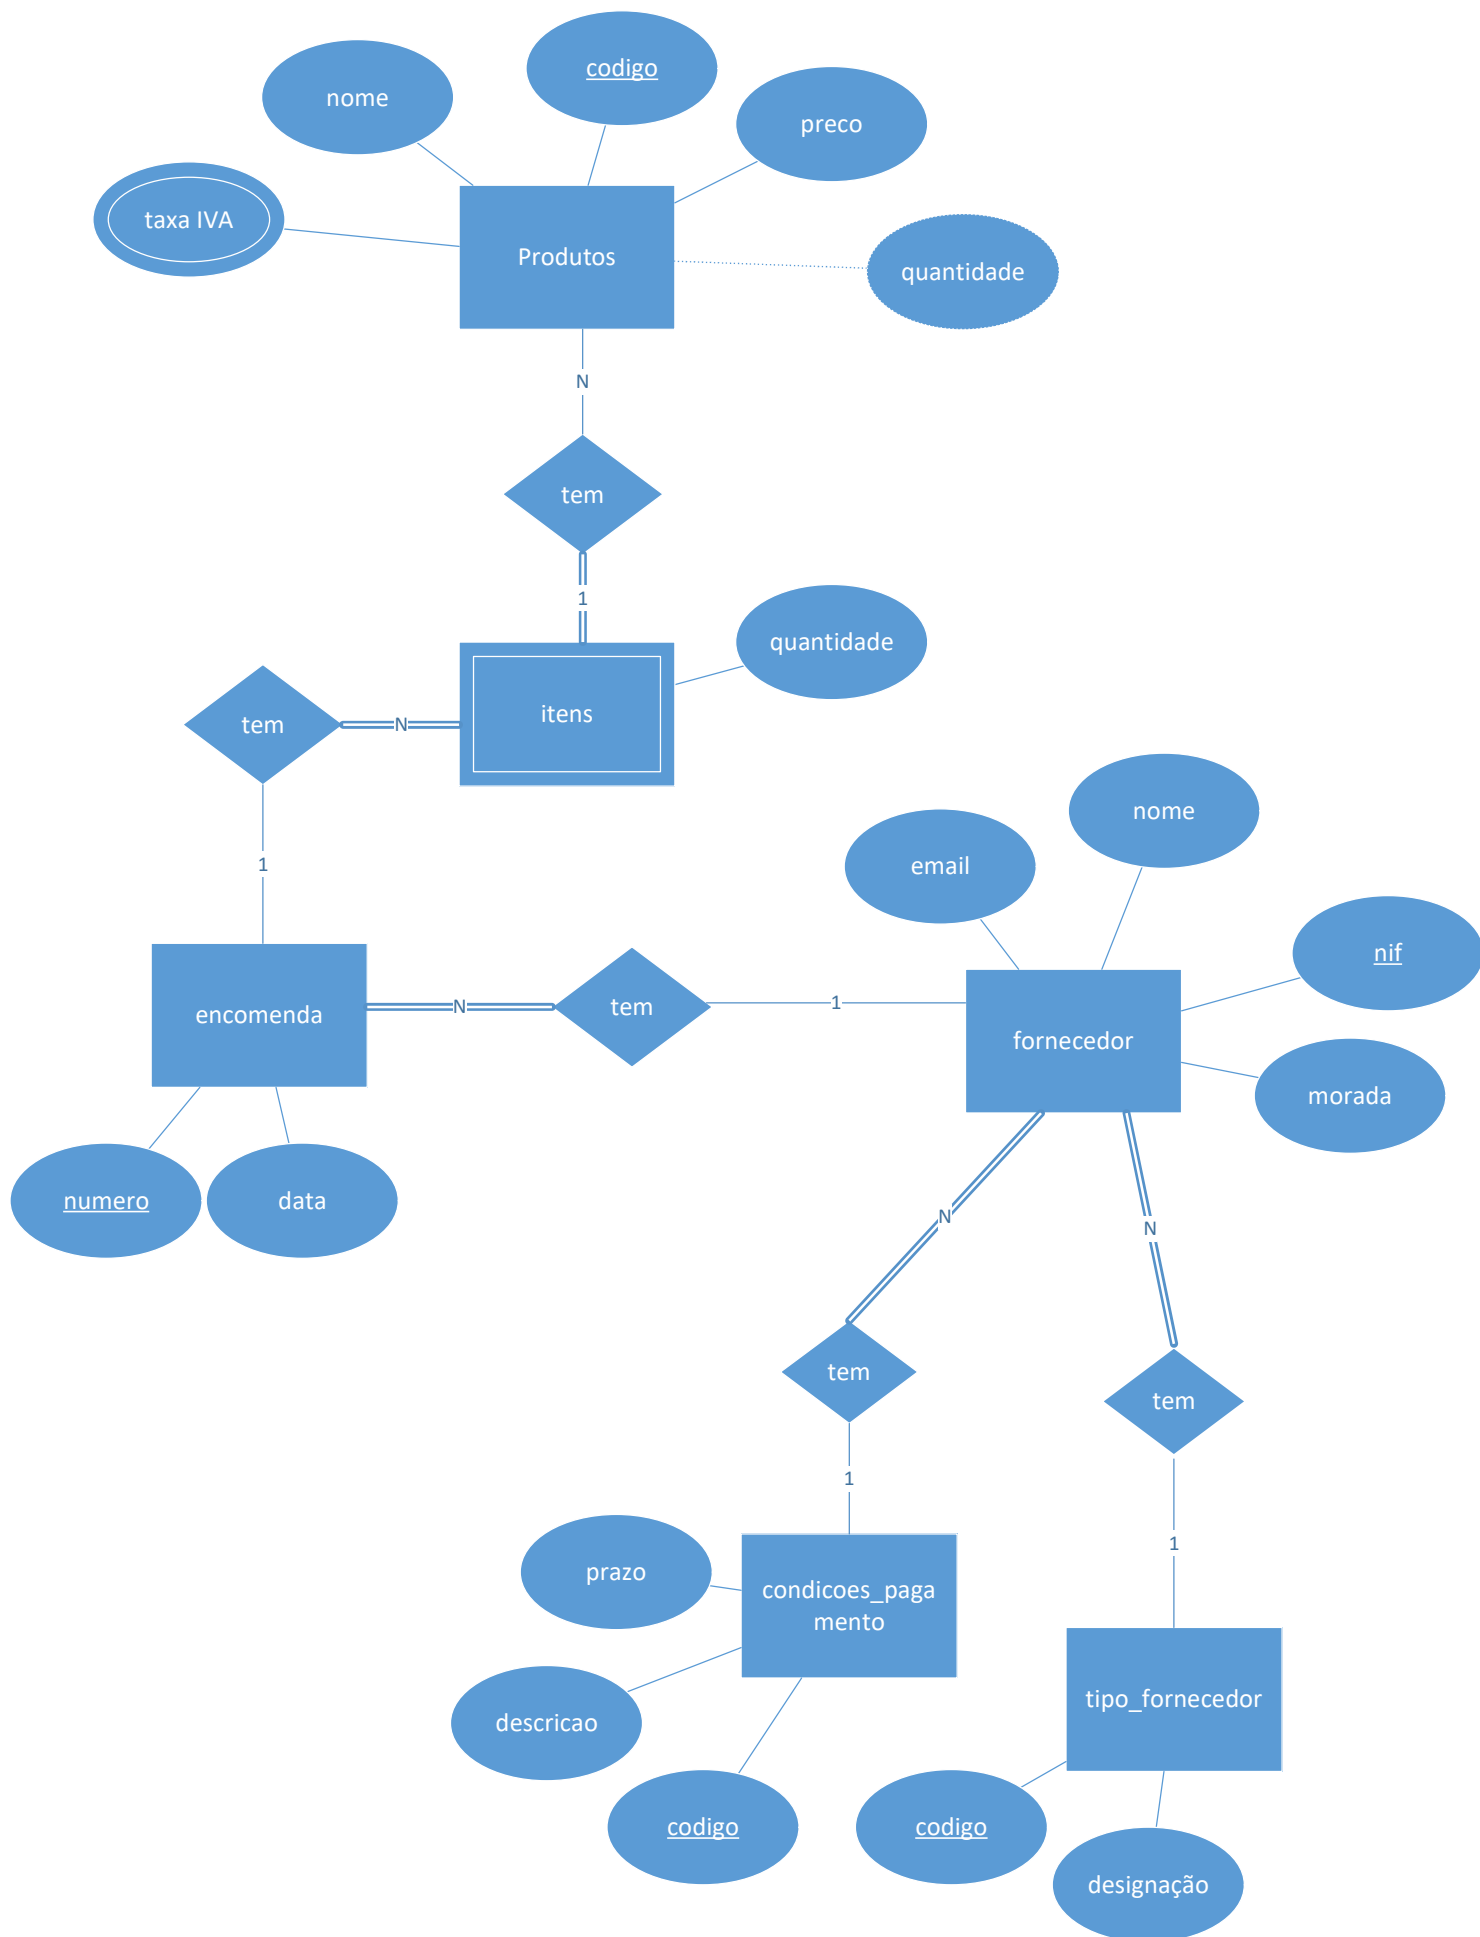 codigo
nome
preco
taxa IVA
Produtos
quantidade
N
tem
1
quantidade
itens
tem
N
nome
1
email
nif
encomenda
N
tem
1
fornecedor
morada
numero
data
N
N
tem
tem
1
1
prazo
condicoes_paga
mento
tipo_fornecedor
descricao
codigo
codigo
designação